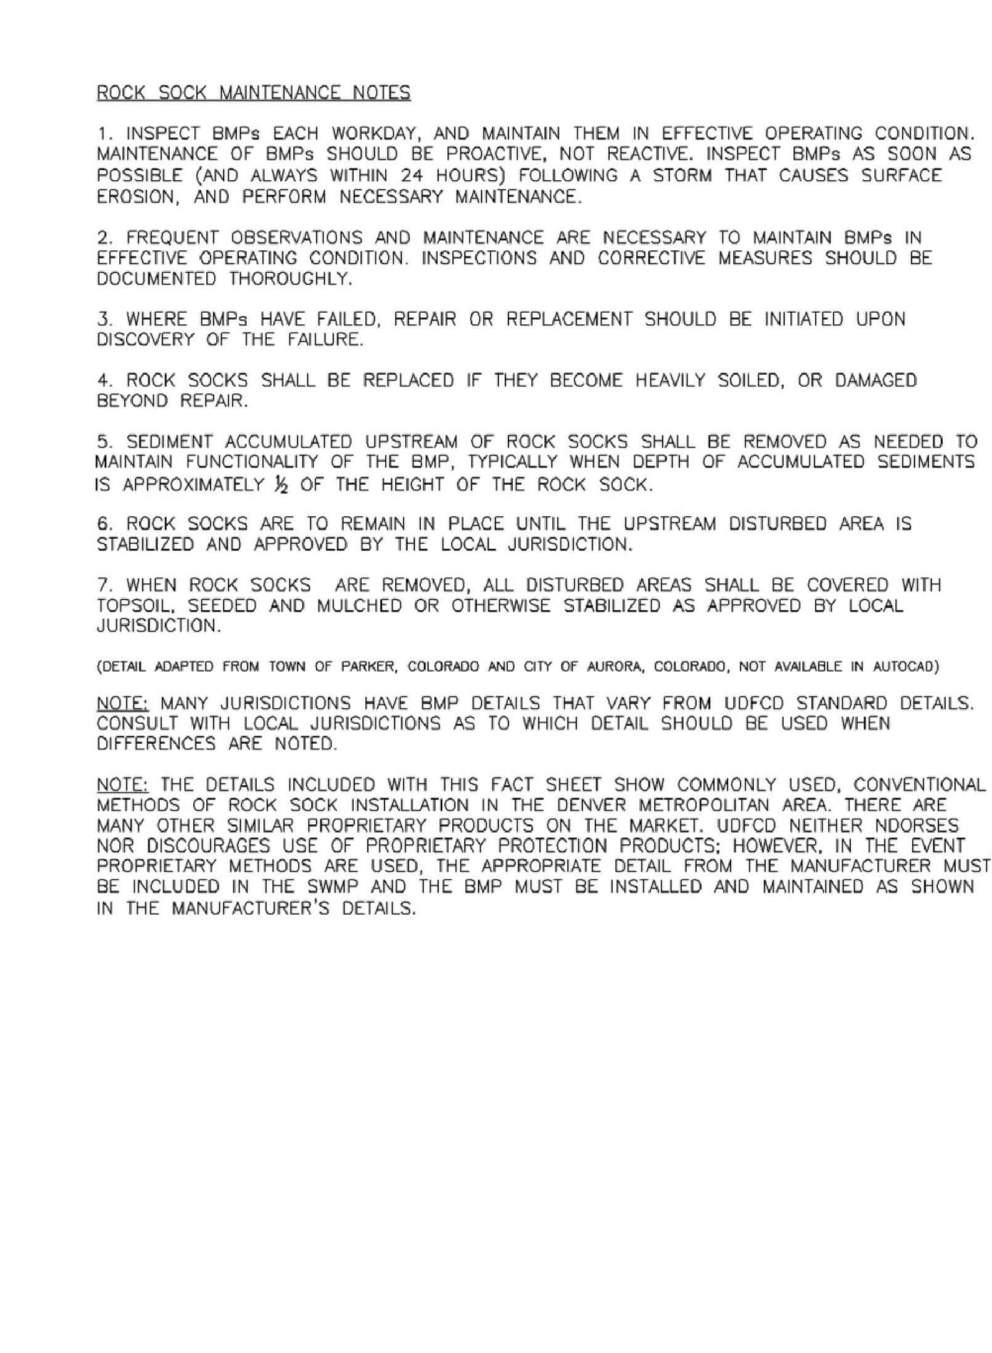 ROCK SOCK MAINTENANCE NOTES
1. INSPECT BMPs EACH WORKDAY, AND MAINTAIN THEM IN EFFECTIVE OPERATING CONDITION.
MAINTENANCE OF BMPs SHOULD BE PROACTIVE, NOT REACTIVE. INSPECT BMPs AS SOON AS
POSSIBLE (AND ALWAYS WITHIN 24 HOURS) FOLLOWING A STORM THAT CAUSES SURFACE
EROSION, AND PERFORM NECESSARY MAINTENANCE.
2. FREQUENT OBSERVATIONS AND MAINTENANCE ARE NECESSARY TO MAINTAIN BMPs IN
EFFECTIVE OPERATING CONDITION. INSPECTIONS AND CORRECTIVE MEASURES SHOULD BE
DOCUMENTED THOROUGHLY.
3. WHERE BMPs HAVE FAILED, REPAIR OR REPLACEMENT SHOULD BE INITIATED UPON
DISCOVERY OF THE FAILURE.
4. ROCK SOCKS SHALL BE REPLACED IF THEY BECOME HEAVILY SOILED, OR DAMAGED
BEYOND REPAIR.
5. SEDIMENT ACCUMULATED UPSTREAM OF ROCK SOCKS SHALL BE REMOVED AS NEEDED TO
MAINTAIN FUNCTIONALITY OF THE BMP, TYPICALLY WHEN DEPTH OF ACCUMULATED SEDIMENTS
IS APPROXIMATELY ½ OF THE HEIGHT OF THE ROCK SOCK.
6. ROCK SOCKS ARE TO REMAIN IN PLACE UNTIL THE UPSTREAM DISTURBED AREA IS
STABILIZED AND APPROVED BY THE LOCAL JURISDICTION.
7. WHEN ROCK SOCKS ARE REMOVED, ALL DISTURBED AREAS SHALL BE COVERED WITH
TOPSOIL, SEEDED AND MULCHED OR OTHERWISE STABILIZED AS APPROVED BY LOCAL
JURISDICTION.
(DETAIL ADAPTED FROM TOWN OF PARKER, COLORADO AND CITY OF AURORA, COLORADO, NOT AVAILABLE IN AUTOCAD)
NOTE: MANY JURISDICTIONS HAVE BMP DETAILS THAT VARY FROM UDFCD STANDARD DETAILS.
CONSULT WITH LOCAL JURISDICTIONS AS TO WHICH DETAIL SHOULD BE USED WHEN
DIFFERENCES ARE NOTED.
NOTE: THE DETAILS INCLUDED WITH THIS FACT SHEET SHOW COMMONLY USED, CONVENTIONAL
METHODS OF ROCK SOCK INSTALLATION IN THE DENVER METROPOLITAN AREA. THERE ARE
MANY OTHER SIMILAR PROPRIETARY PRODUCTS ON THE MARKET. UDFCD NEITHER NDORSES
NOR DISCOURAGES USE OF PROPRIETARY PROTECTION PRODUCTS; HOWEVER, IN THE EVENT
PROPRIETARY METHODS ARE USED, THE APPROPRIATE DETAIL FROM THE MANUFACTURER MUST
BE INCLUDED IN THE SWMP AND THE BMP MUST BE INSTALLED AND MAINTAINED AS SHOWN
IN THE MANUFACTURER'S DETAILS.